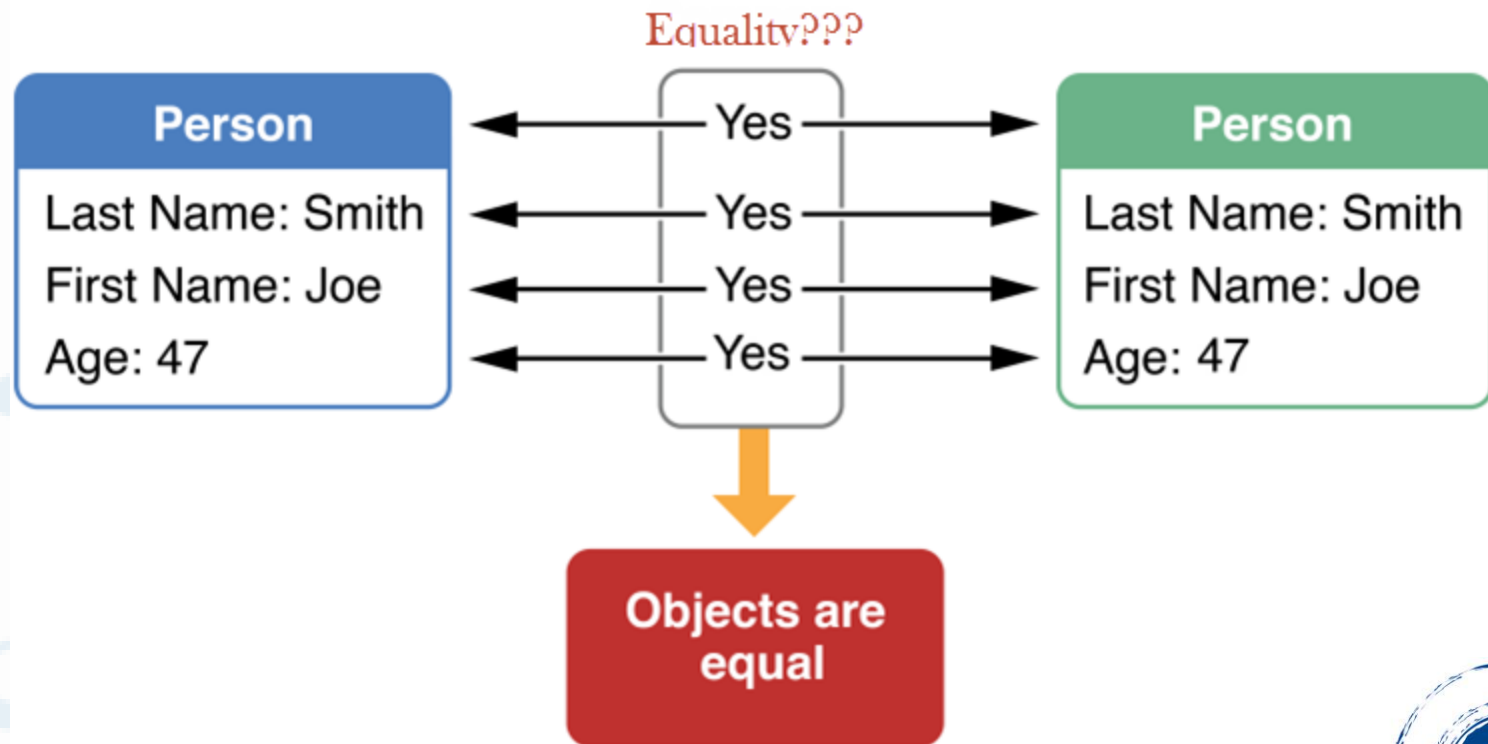 Equality???
Person
Last Name: Smith
First Name: Joe
Age: 47
Yes
Yes
Yes
Yes
Person
Last Name: Smith
First Name: Joe
Age: 47
Objects are
equal